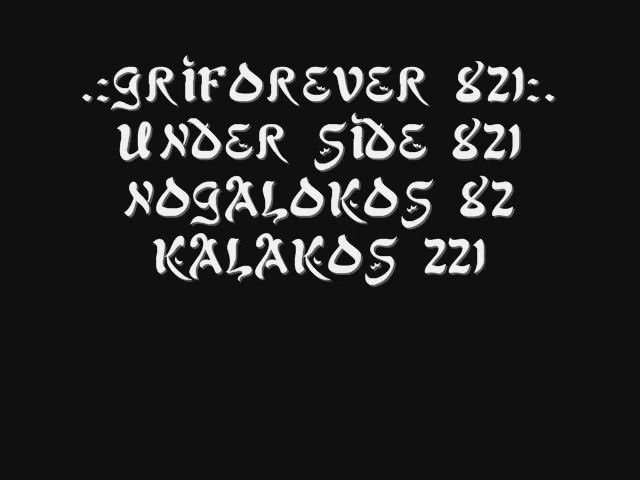 .:GRIFOREVER 821:.
UNDER SIDE 821
NOGALOKOS 82
KALAKOS 221